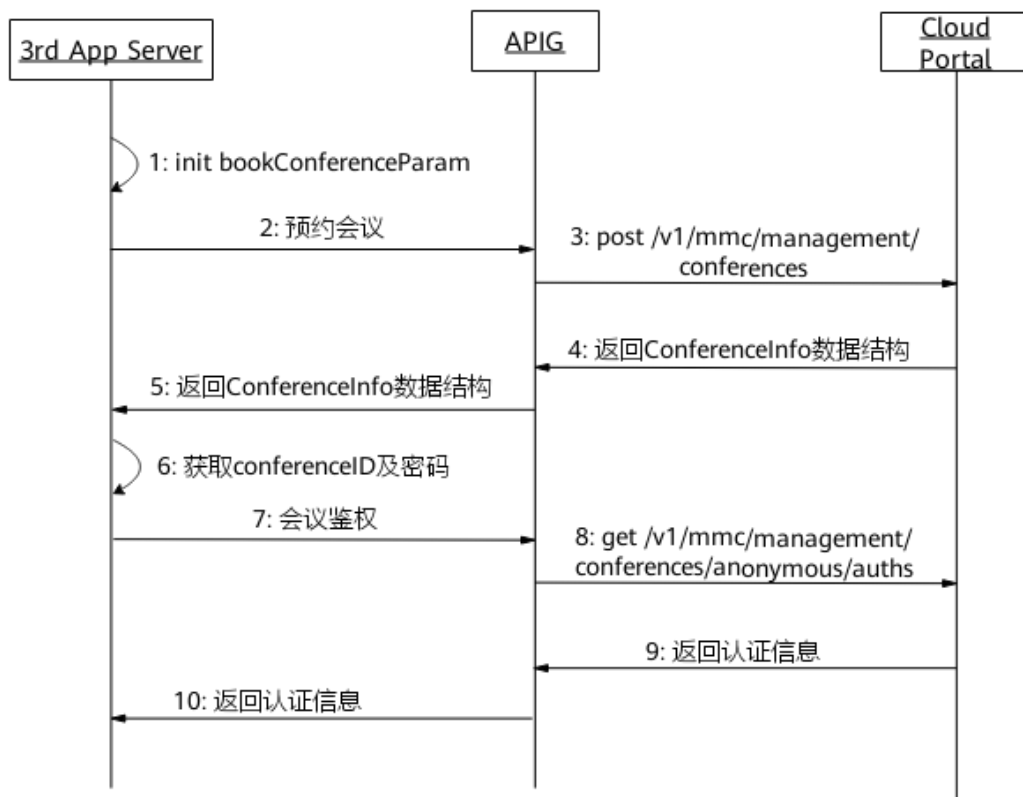 3rd App Server
APIG
Cloud
Portal
1: init bookConferenceParam
2: 预约会议
3: post /v1/mmc/management/
conferences
4: 返回ConferenceInfo数据结构
5: 返回ConferenceInfo数据结构
6: 获取conferenceID及密码
7: 会议鉴权
8: get /v1/mmc/management/
conferences/anonymous/auths
9: 返回认证信息
10: 返回认证信息